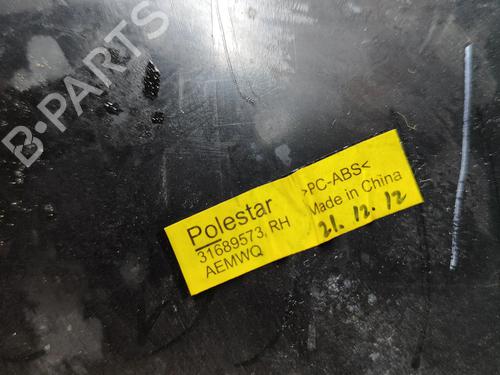 B-PARTS
Polestar
31689573, RH
AEMWQ
>PC-ABS<
Made in China
21.12.12